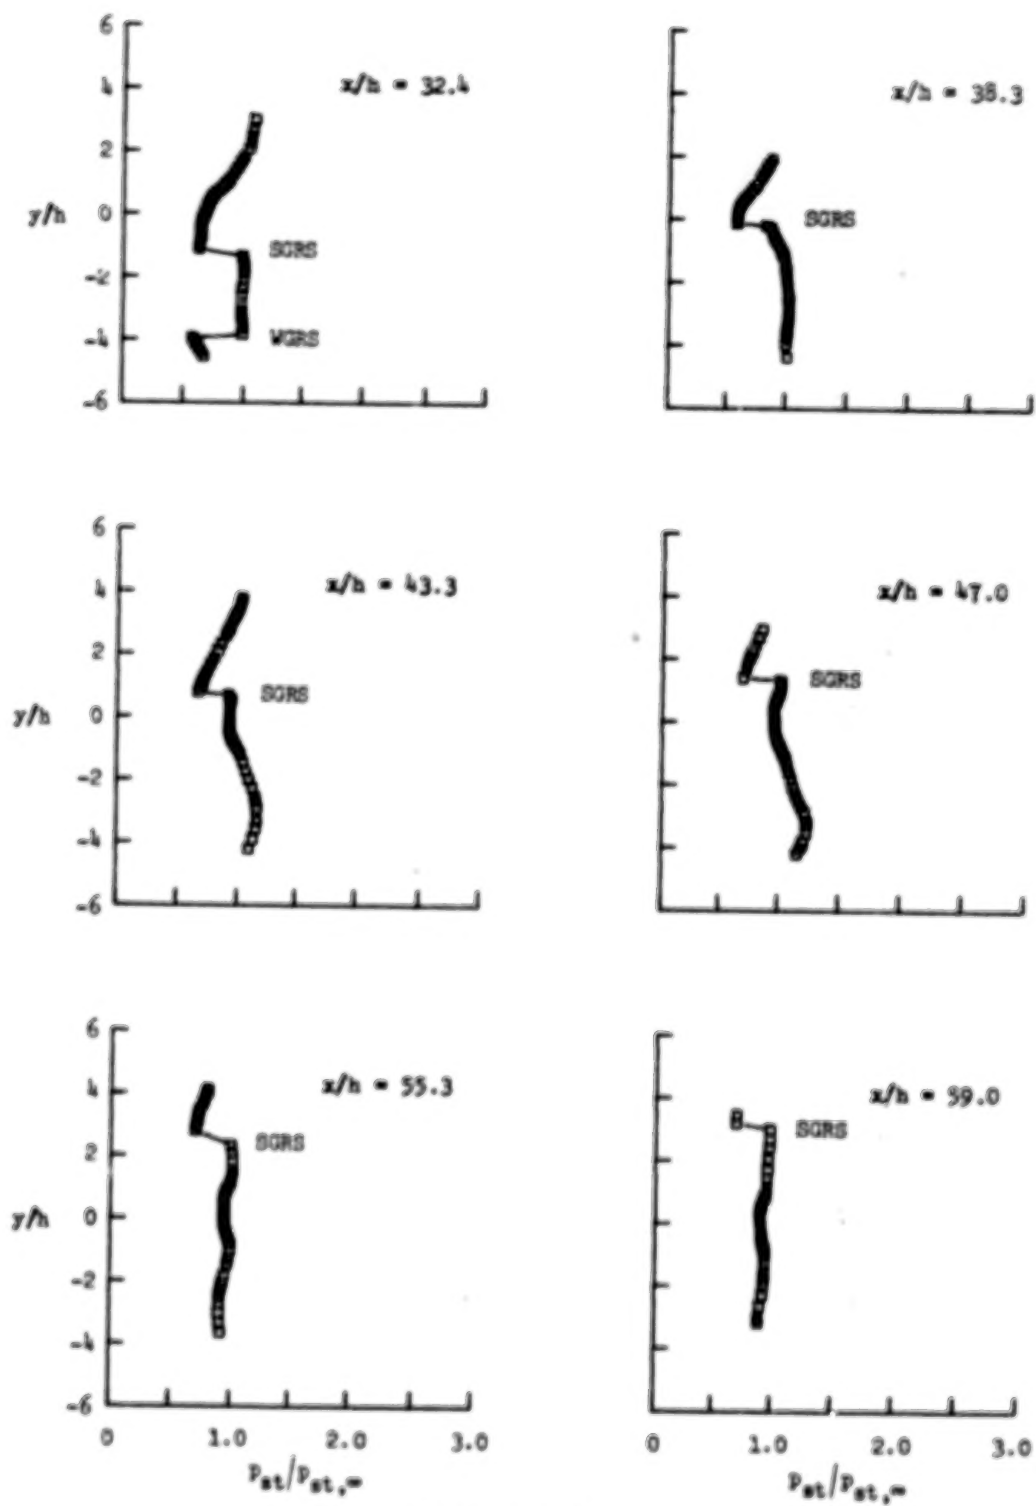 6
4
x/h = 32.4
2
y/h 0
SGRS
-2
-4
WGRS
-6
x/h = 38.3
SGRS
6
4
x/h = 43.3
2
SGRS
y/h 0
-2
-4
-6
x/h = 47.0
SGRS
6
4
x/h = 55.3
2
SGRS
y/h 0
-2
-4
-6
0 1.0 2.0 3.0
p_st/p_st,∞
x/h = 59.0
SGRS
0 1.0 2.0 3.0
p_st/p_st,∞